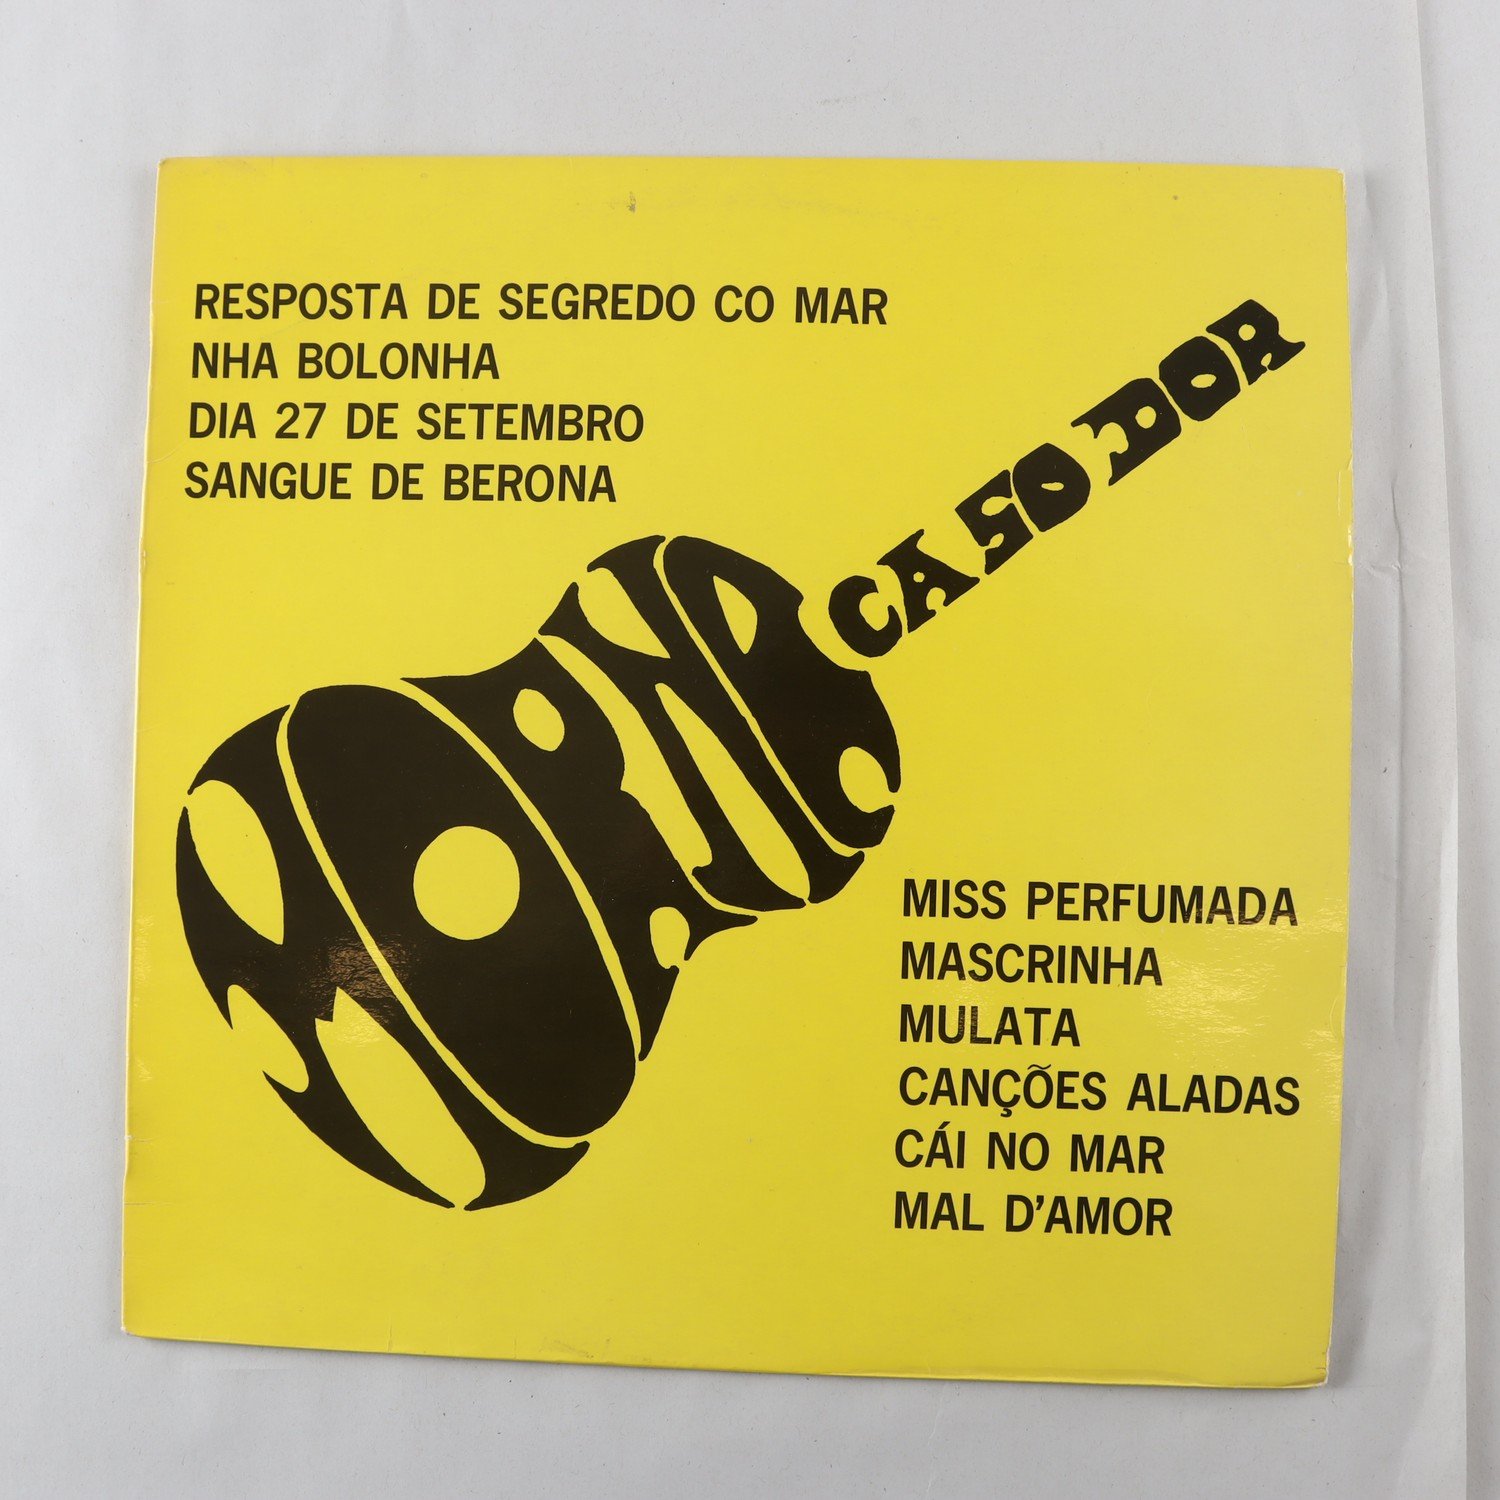 RESPOSTA DE SEGREDO CO MAR
NHA BOLONHA
DIA 27 DE SETEMBRO
SANGUE DE BERONA
MORNA CA SO DOR
MISS PERFUMADA
MASCRINHA
MULATA
CANÇÕES ALADAS
CÁI NO MAR
MAL D'AMOR